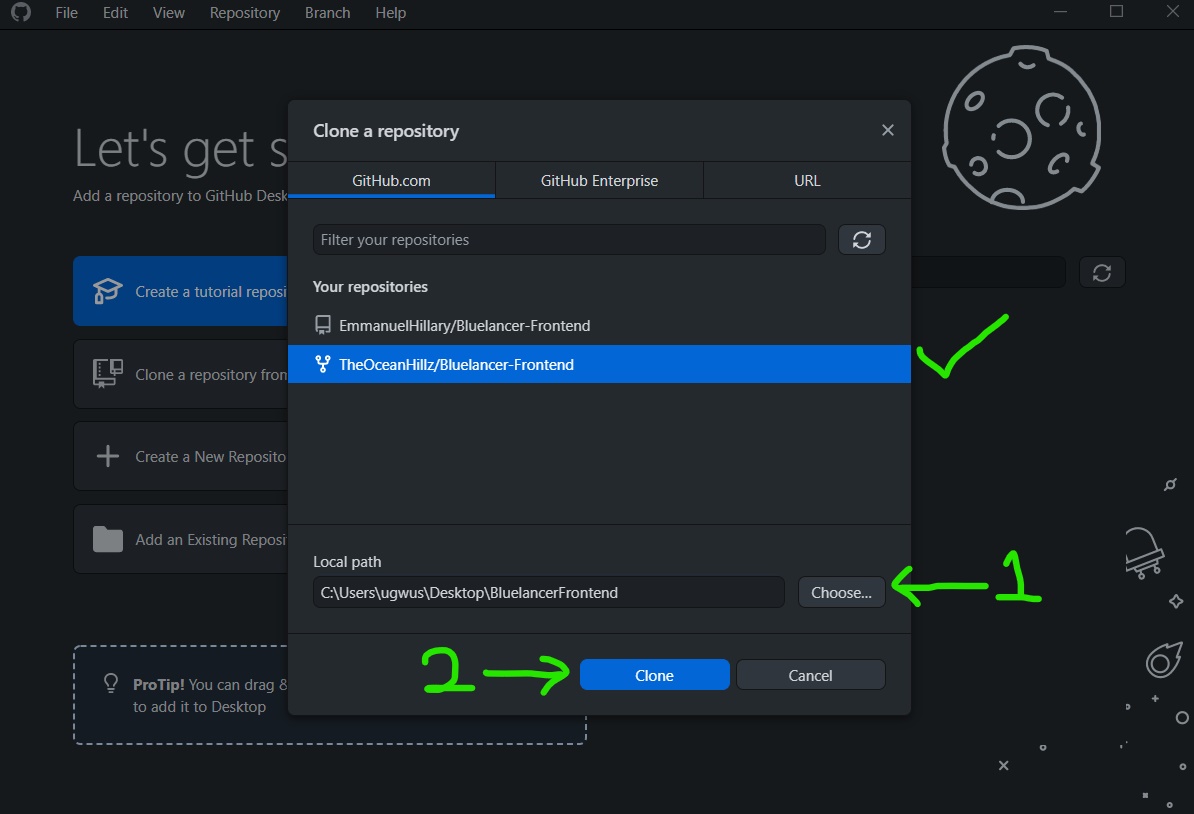 File Edit View Repository Branch Help
Let's get s
Add a repository to GitHub Desk
Create a tutorial reposi
Clone a repository fron
Create a New Reposito
Add an Existing Reposi
ProTip! You can drag &
to add it to Desktop
Clone a repository
GitHub.com GitHub Enterprise URL
Filter your repositories
Your repositories
EmmanuelHillary/Bluelancer-Frontend
TheOceanHillz/Bluelancer-Frontend
Local path
C:\Users\ugwus\Desktop\BluelancerFrontend Choose... 1
2 Clone Cancel